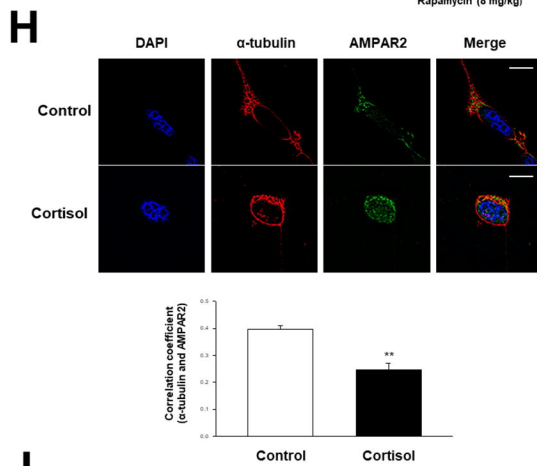 Rapamycin (8 mg/kg)
H
DAPI α-tubulin AMPAR2 Merge
Control
Cortisol
Correlation coefficient
(α-tubulin and AMPAR2)
0.5
0.4
0.3
0.2
0.1
0.0
**
Control Cortisol